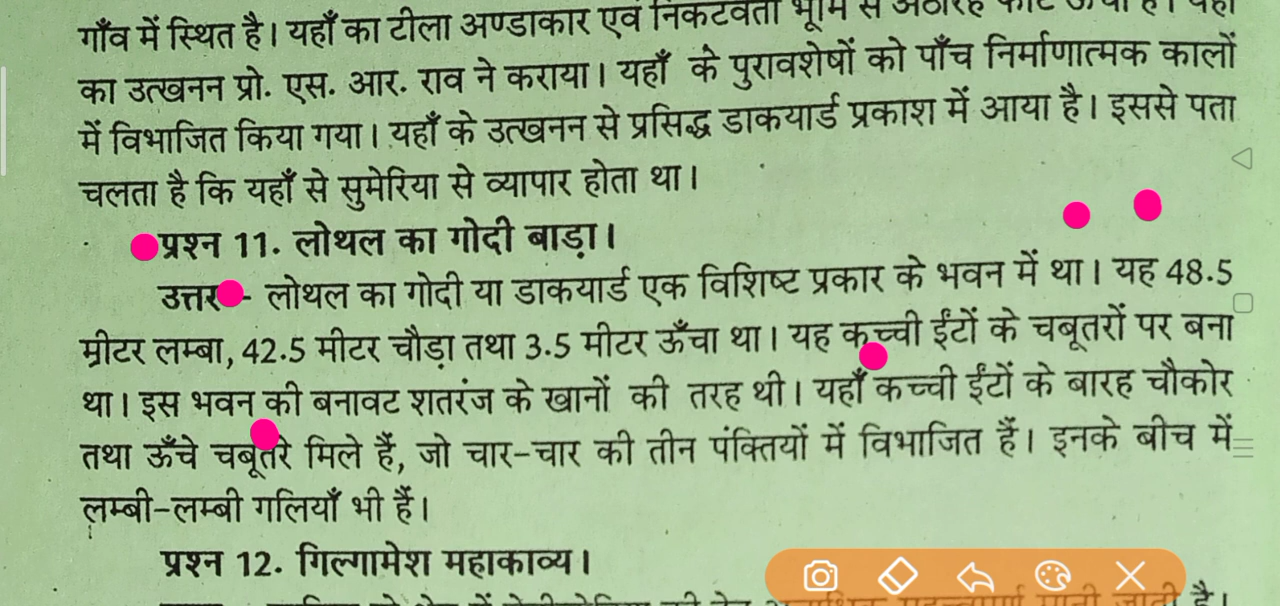 गाँव में स्थित है। यहाँ का टीला अण्डाकार एवं निकटवर्ती भूमि से अठारह फीट ऊँचा है। यहाँ
का उत्खनन प्रो. एस. आर. राव ने कराया। यहाँ के पुरावशेषों को पाँच निर्माणात्मक कालों
में विभाजित किया गया। यहाँ के उत्खनन से प्रसिद्ध डाकयार्ड प्रकाश में आया है। इससे पता
चलता है कि यहाँ से सुमेरिया से व्यापार होता था।
प्रश्न 11. लोथल का गोदी बाड़ा।
उत्तर - लोथल का गोदी या डाकयार्ड एक विशिष्ट प्रकार के भवन में था। यह 48.5
मीटर लम्बा, 42.5 मीटर चौड़ा तथा 3.5 मीटर ऊँचा था। यह कच्ची ईंटों के चबूतरों पर बना
था। इस भवन की बनावट शतरंज के खानों की तरह थी। यहाँ कच्ची ईंटों के बारह चौकोर
तथा ऊँचे चबूतरे मिले हैं, जो चार-चार की तीन पंक्तियों में विभाजित हैं। इनके बीच में
लम्बी-लम्बी गलियाँ भी हैं।
प्रश्न 12. गिल्गामेश महाकाव्य।